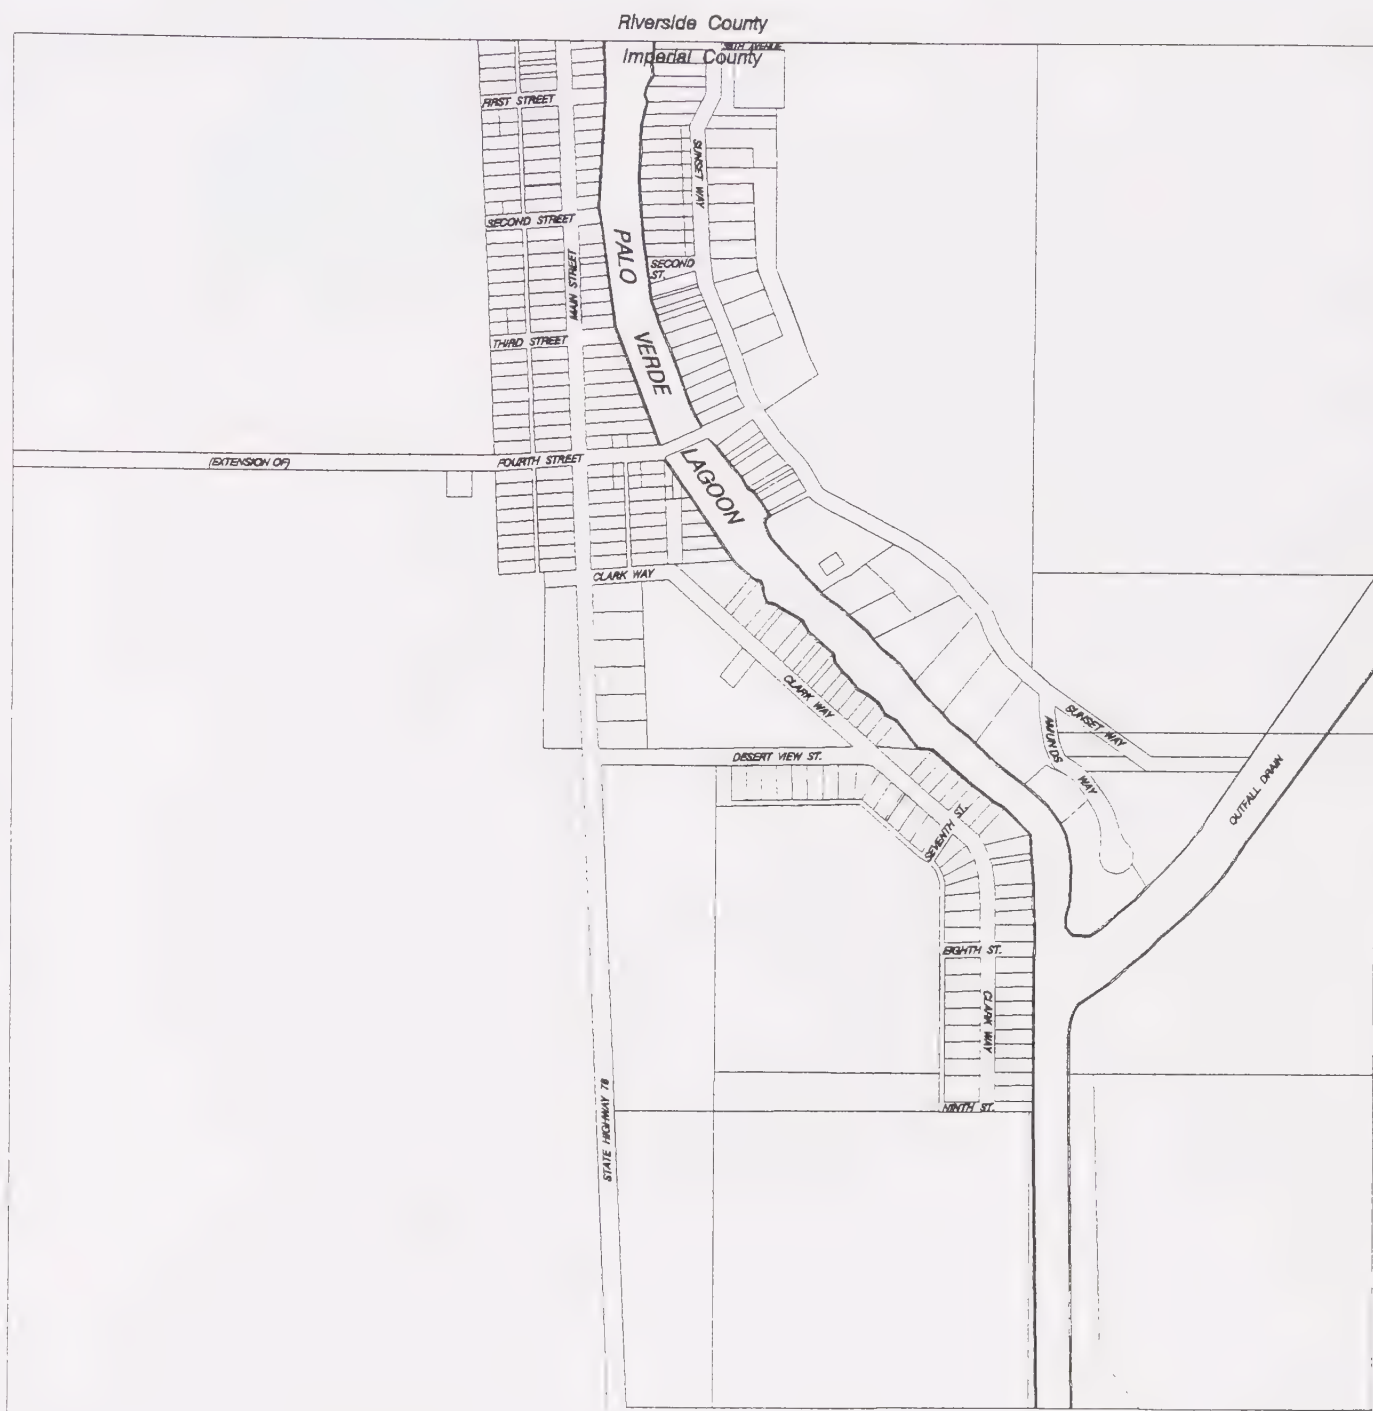 Riverside County
Imperial County
FIRST STREET
SUNSET WAY
SECOND STREET
MAIN STREET
PALO
SECOND
ST.
THIRD STREET
VERDE
(EXTENSION OF)
FOURTH STREET
LAGOON
CLARK WAY
CLARK WAY
SUNSET WAY
WAY
DESERT VIEW ST.
OUTFALL DRAIN
SEVENTH ST.
EIGHTH ST.
CLARK WAY
NINTH ST.
STATE HIGHWAY 78